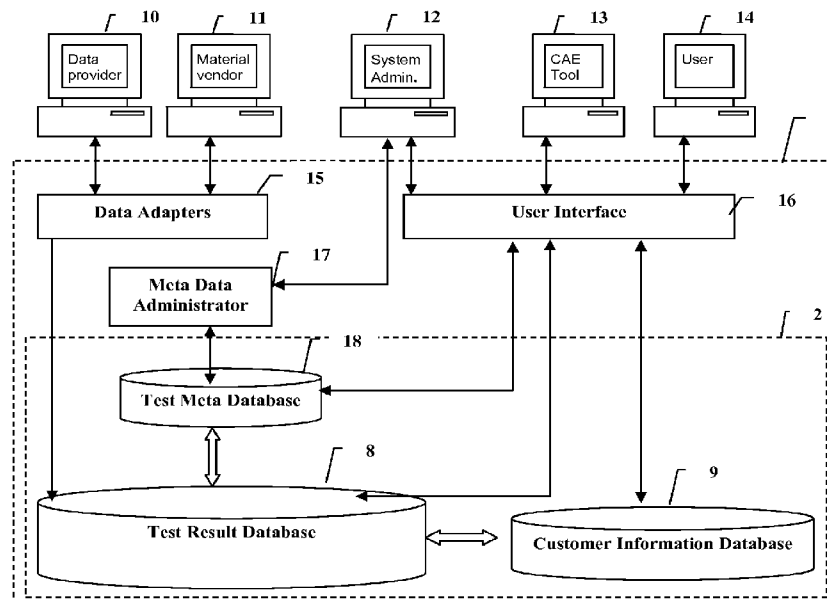 10
11
12
13
14
Data
provider
Material
vendor
System
Admin.
CAE
Tool
User
15
Data Adapters
User Interface
16
17
Meta Data
Administrator
2
18
Test Meta Database
8
Test Result Database
9
Customer Information Database